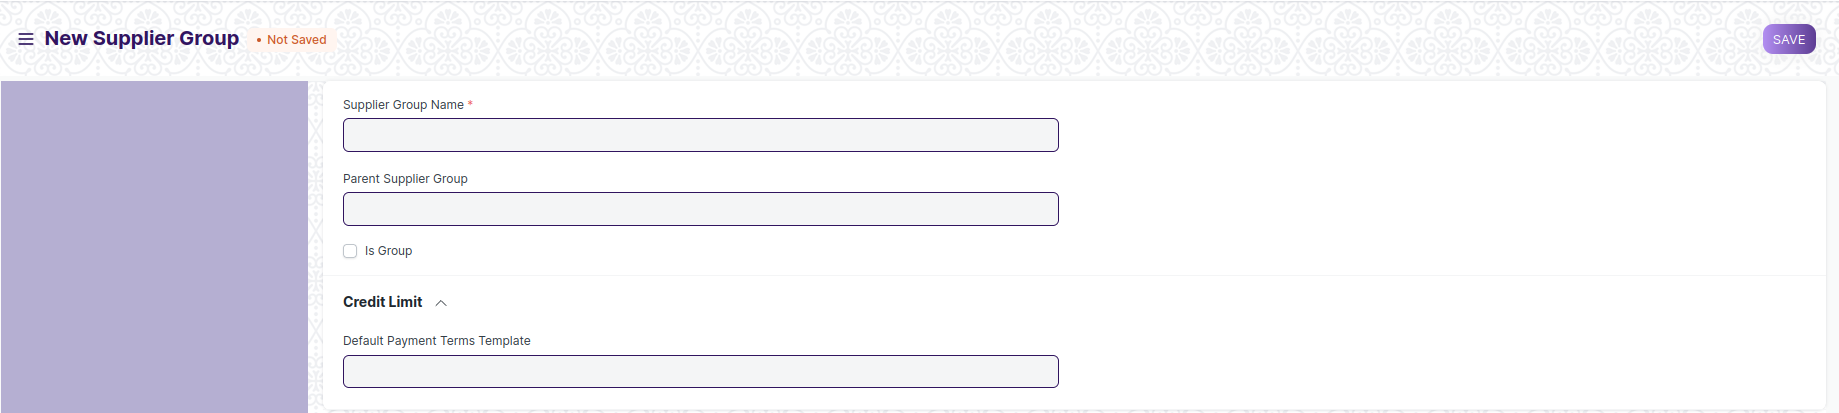 New Supplier Group • Not Saved
SAVE
Supplier Group Name *
Parent Supplier Group
Is Group
Credit Limit
Default Payment Terms Template